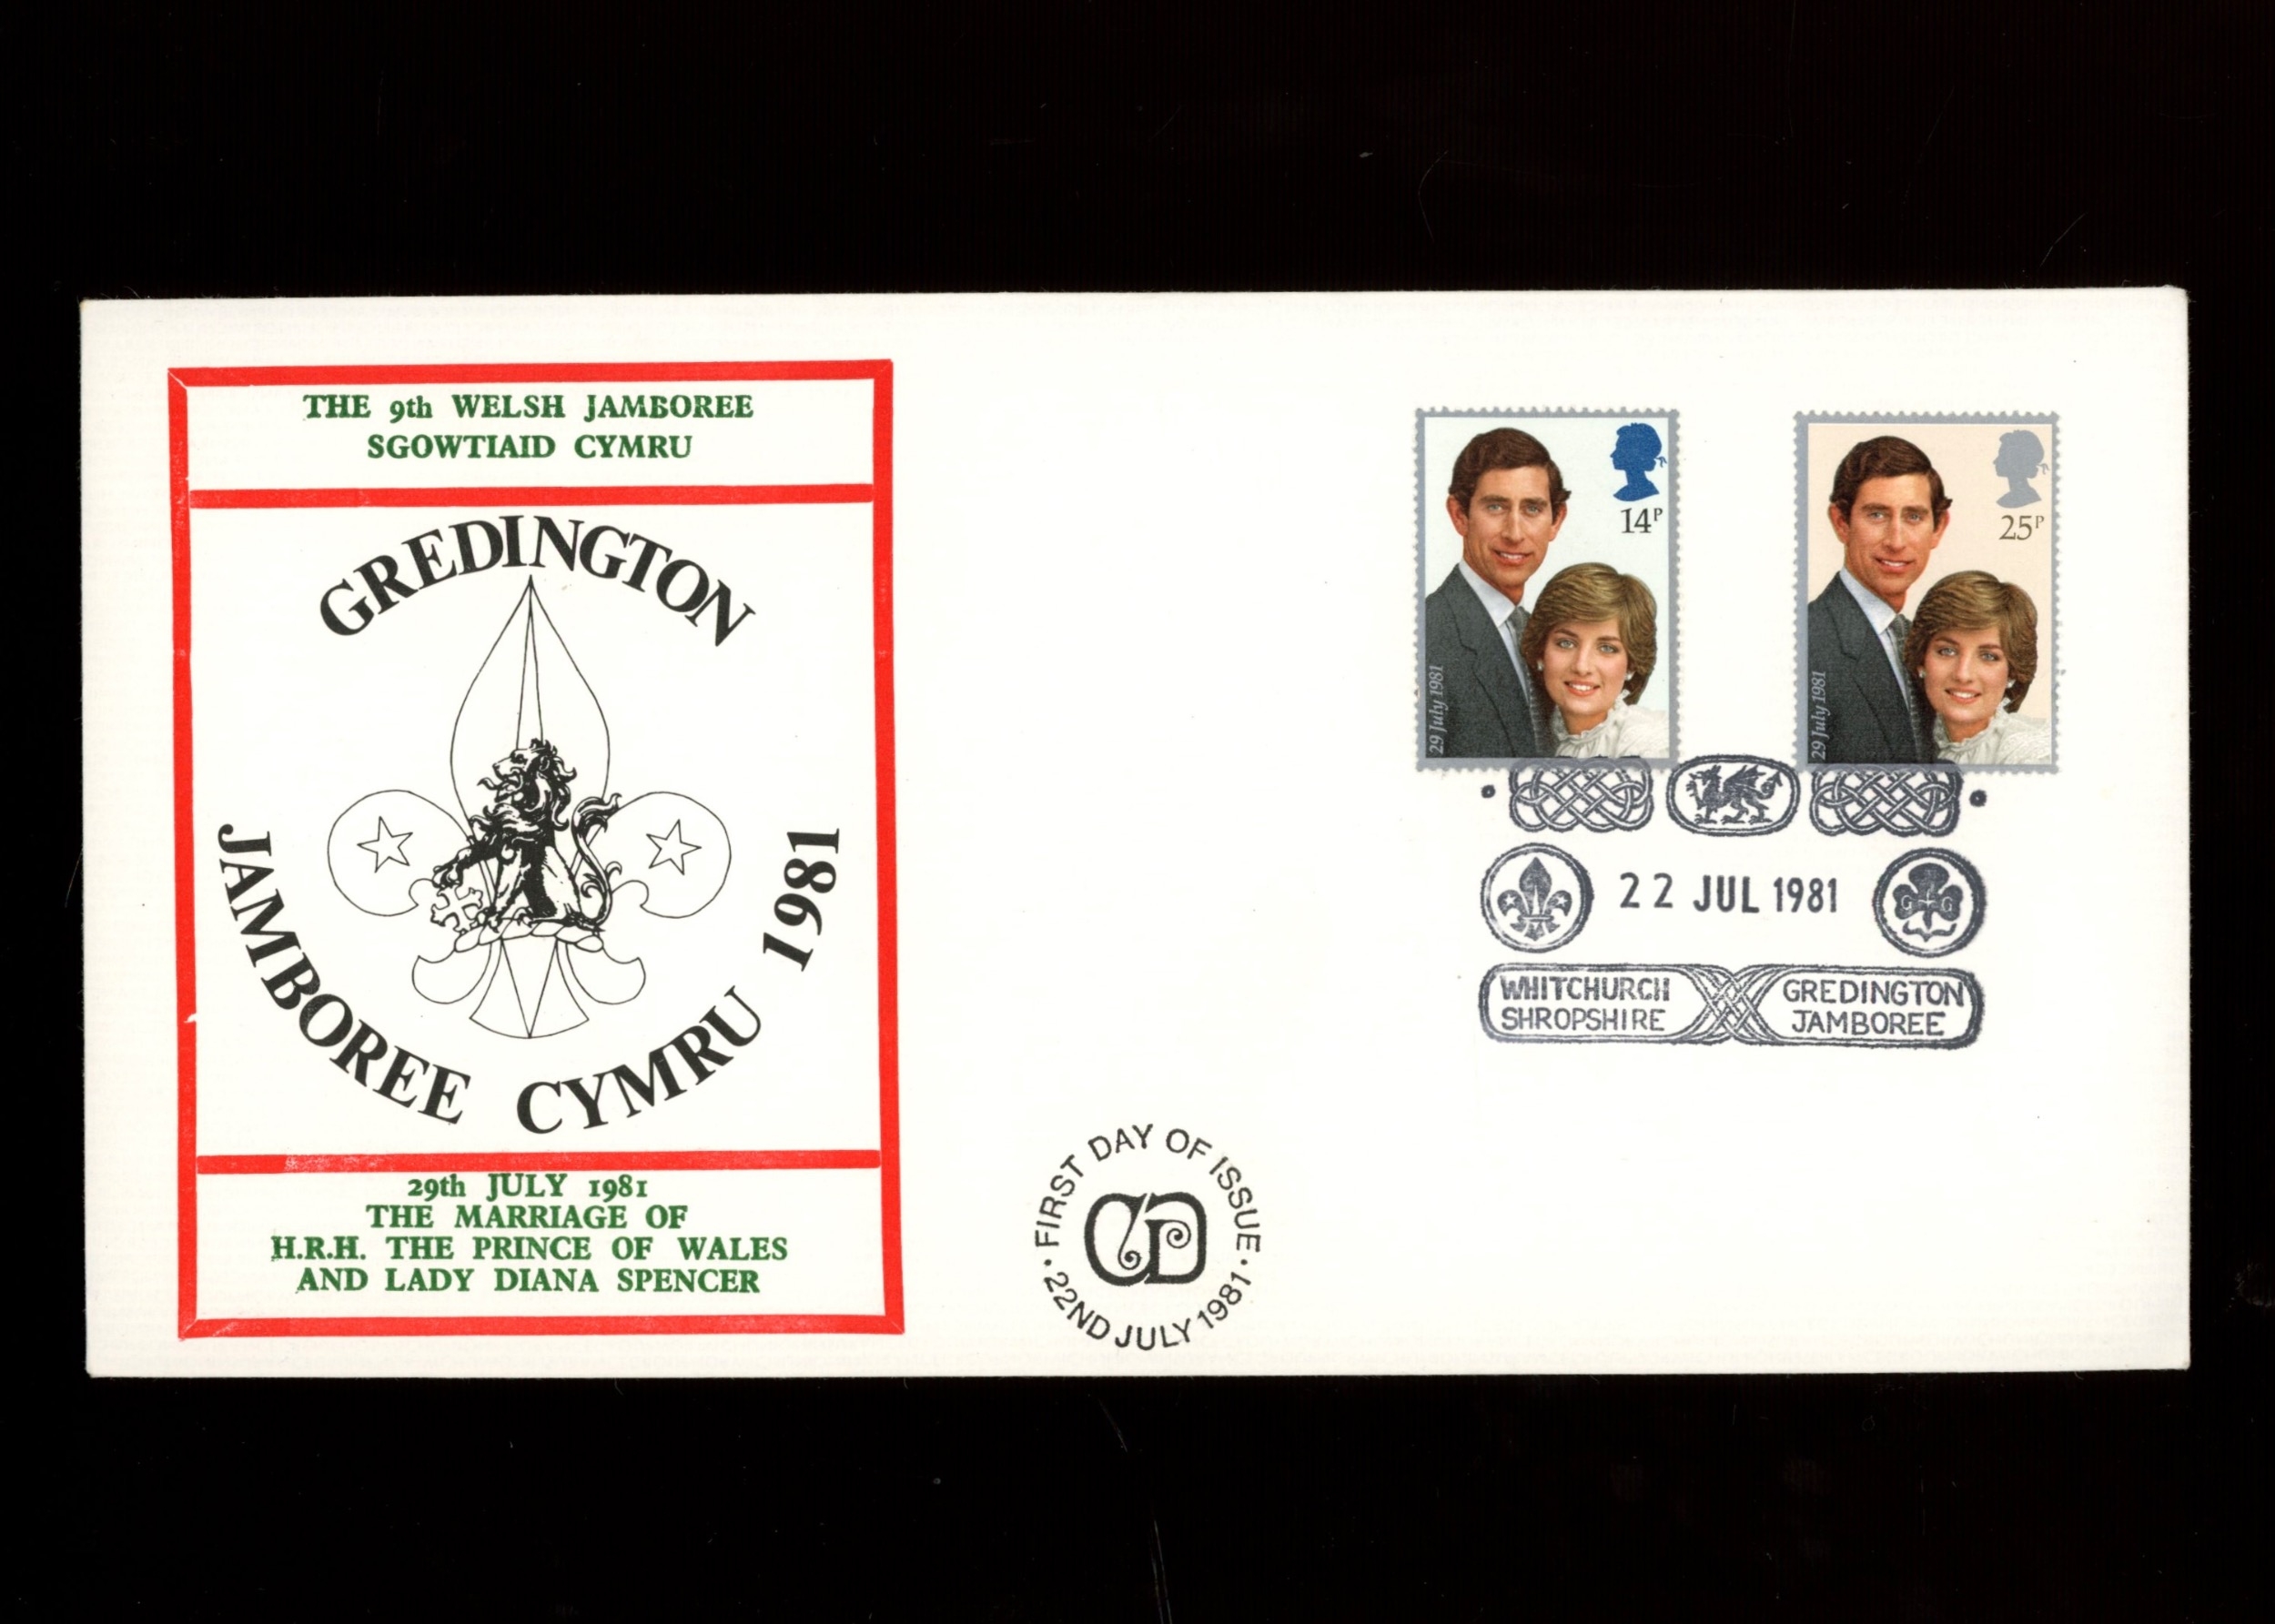 THE 9th WELSH JAMBOREE
SGOWTIAID CYMRU
GREDINGTON
JAMBOREE CYMRU 1981
29th JULY 1981
THE MARRIAGE OF
H.R.H. THE PRINCE OF WALES
AND LADY DIANA SPENCER
· FIRST DAY OF ISSUE ·
22ND JULY 1981
CD
14P
29 July 1981
25P
29 July 1981
22 JUL 1981
G G
WHITCHURCH
SHROPSHIRE
GREDINGTON
JAMBOREE